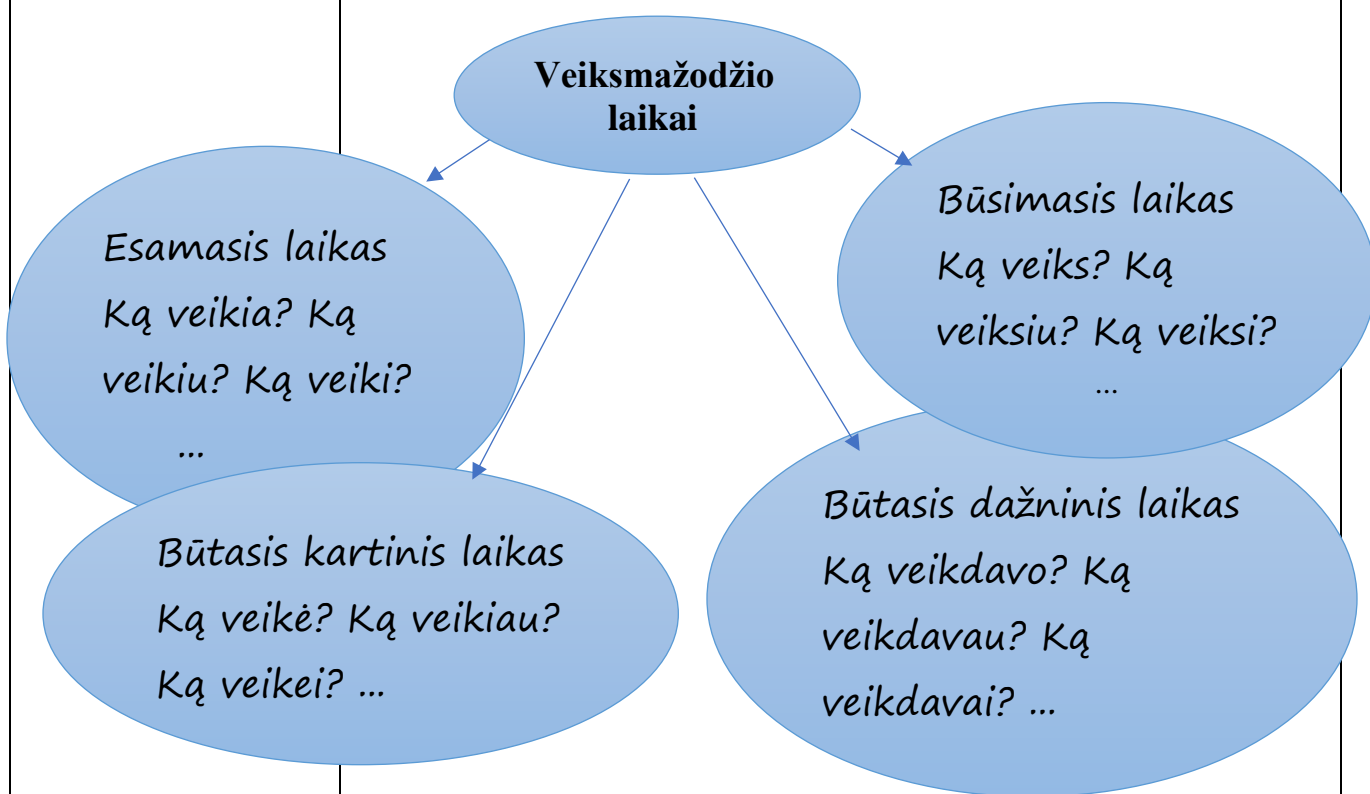 Veiksmažodžio
laikai
Esamasis laikas
Ką veikia? Ką
veikiu? Ką veiki?
...
Būsimasis laikas
Ką veiks? Ką
veiksiu? Ką veiksi?
...
Būtasis kartinis laikas
Ką veikė? Ką veikiau?
Ką veikei? ...
Būtasis dažninis laikas
Ką veikdavo? Ką
veikdavau? Ką
veikdavai? ...